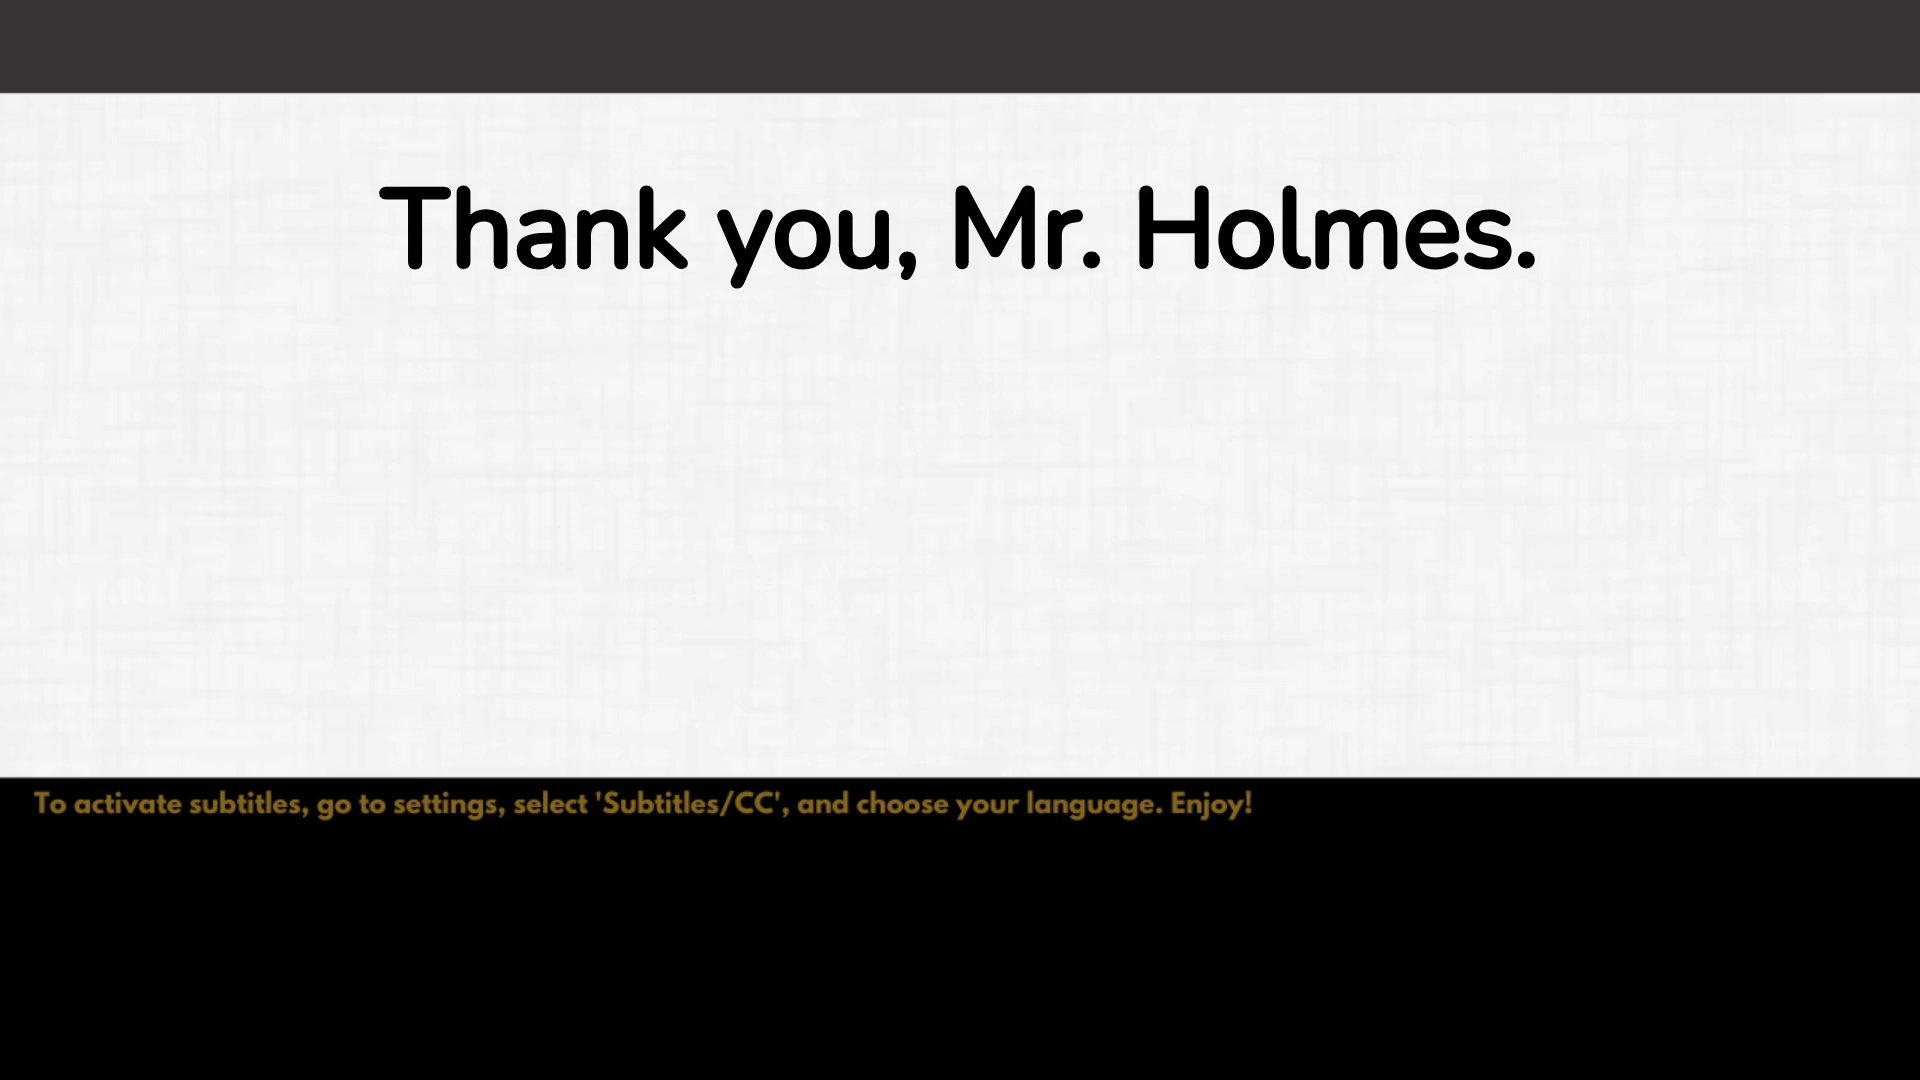 Thank you, Mr. Holmes.
To activate subtitles, go to settings, select 'Subtitles/CC', and choose your language. Enjoy!